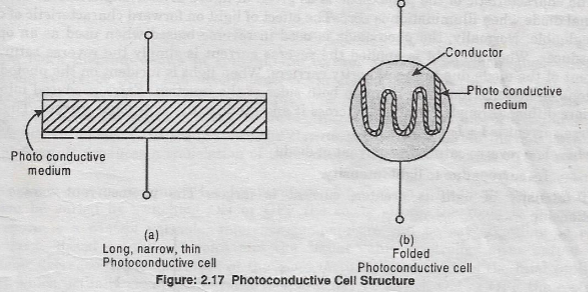 Conductor
Photo conductive
medium
Photo conductive
medium
(a)
Long, narrow, thin
Photoconductive cell
(b)
Folded
Photoconductive cell
Figure: 2.17 Photoconductive Cell Structure